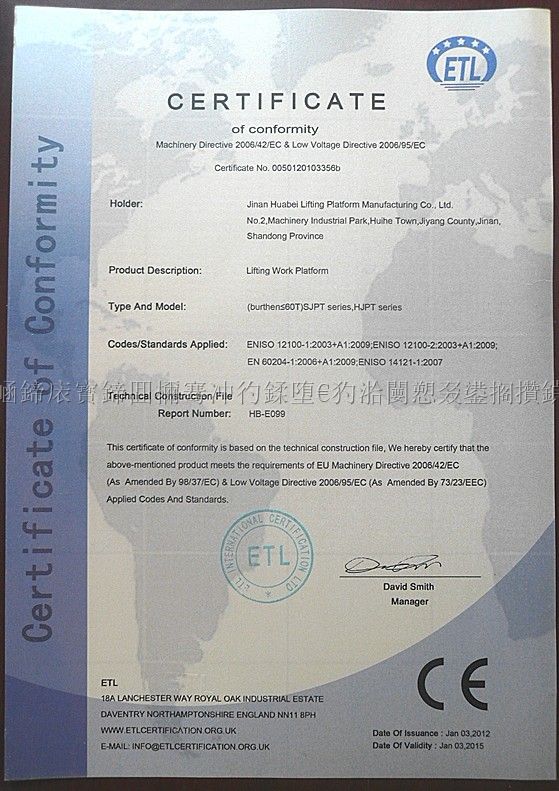 ETL
CERTIFICATE
of conformity
Machinery Directive 2006/42/EC & Low Voltage Directive 2006/95/EC
Certificate No. 0050120103356b
Certificate of Conformity
Holder: Jinan Huabei Lifting Platform Manufacturing Co., Ltd.
No.2,Machinery Industrial Park,Huihe Town,Jiyang County,Jinan,
Shandong Province
Product Description: Lifting Work Platform
Type And Model: (burthen≤60T)SJPT series,HJPT series
Codes/Standards Applied: ENISO 12100-1:2003+A1:2009;ENISO 12100-2:2003+A1:2009;
EN 60204-1:2006+A1:2009;ENISO 14121-1:2007
Technical Construction File
Report Number: HB-E099
This certificate of conformity is based on the technical construction file, We hereby certify that the
above-mentioned product meets the requirements of EU Machinery Directive 2006/42/EC
(As Amended By 98/37/EC) & Low Voltage Directive 2006/95/EC (As Amended By 73/23/EEC)
Applied Codes And Standards.
ETL INTERNATIONAL CERTIFICATION LTD
ETL
David Smith
Manager
CE
ETL
18A LANCHESTER WAY ROYAL OAK INDUSTRIAL ESTATE
DAVENTRY NORTHAMPTONSHIRE ENGLAND NN11 8PH
WWW.ETLCERTIFICATION.ORG.UK
E-MAIL: INFO@ETLCERTIFICATION.ORG.UK
Date Of Issuance : Jan 03,2012
Date Of Validity : Jan 03,2015